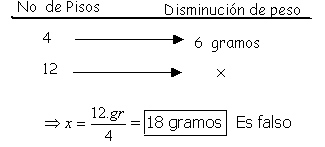 No de Pisos Disminución de peso
4 6 gramos
12 x
⇒ x = 12.gr / 4 = 18 gramos Es falso